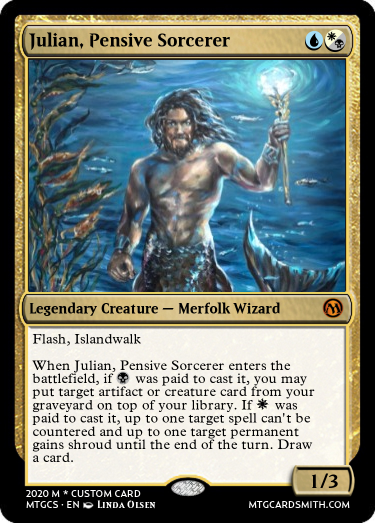 Julian, Pensive Sorcerer
Legendary Creature — Merfolk Wizard
Flash, Islandwalk
When Julian, Pensive Sorcerer enters the
battlefield, if was paid to cast it, you may
put target artifact or creature card from your
graveyard on top of your library. If was
paid to cast it, up to one target spell can't be
countered and up to one target permanent
gains shroud until the end of the turn. Draw
a card.
1/3
2020 M * CUSTOM CARD
MTGCS • EN LINDA OLSEN
MTGCARDSMITH.COM